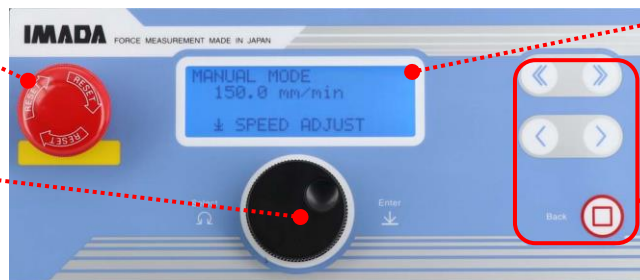 IMADA FORCE MEASUREMENT MADE IN JAPAN
RESET
RESET
RESET
MANUAL MODE
150.0 mm/min
SPEED ADJUST
Select
Enter
Back